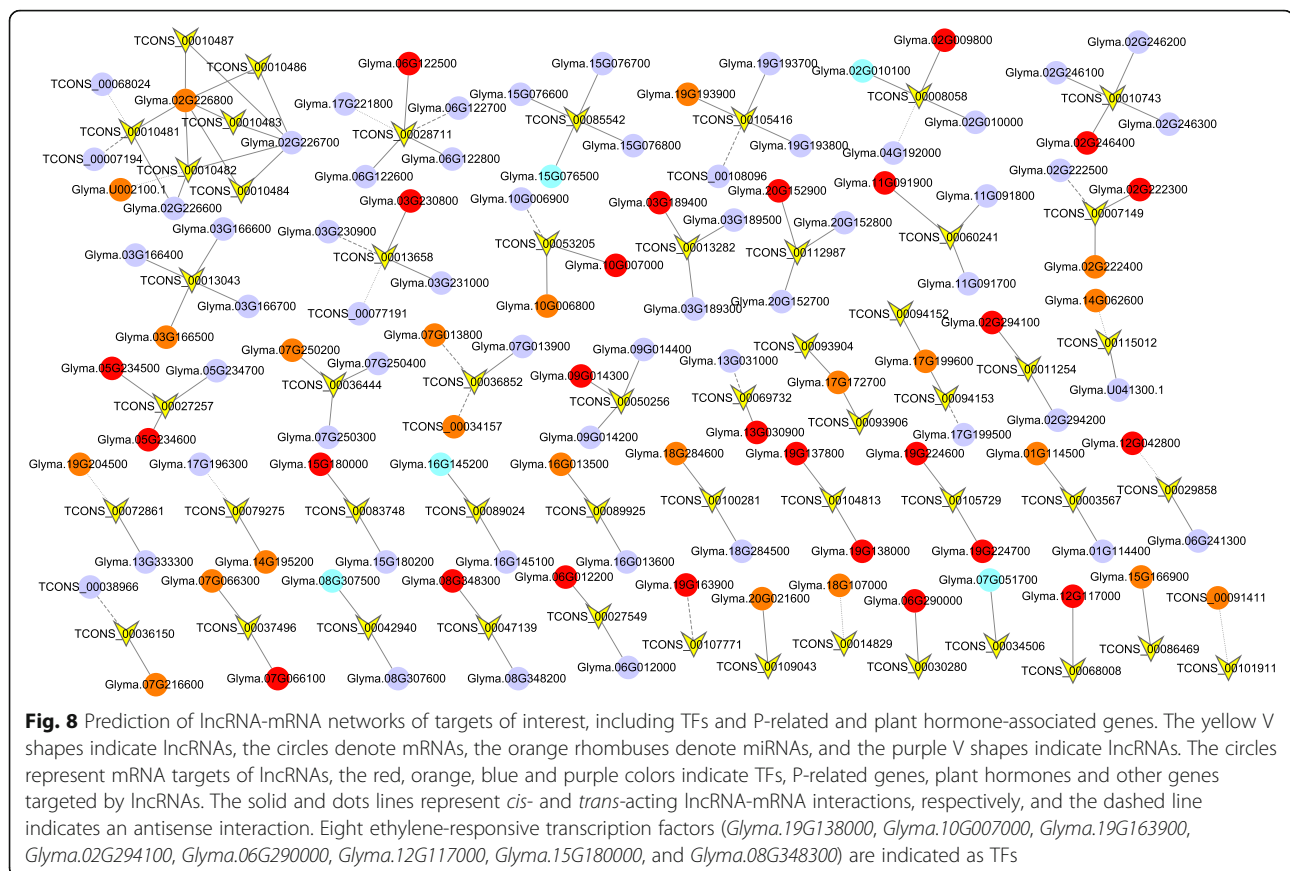 TCONS_00010487
TCONS_00010486
TCONS_00068024
Glyma.02G226800
TCONS_00010483
TCONS_00010481
Glyma.02G226700
TCONS_00007194
TCONS_00010482
Glyma.U002100.1
TCONS_00010484
Glyma.02G226600
Glyma.06G122500
Glyma.17G221800
Glyma.06G122700
TCONS_00028711
Glyma.06G122800
Glyma.06G122600
Glyma.15G076700
Glyma.15G076600
TCONS_00085542
Glyma.15G076800
Glyma.15G076500
Glyma.19G193700
Glyma.19G193900
TCONS_00105416
Glyma.19G193800
TCONS_00108096
Glyma.02G009800
Glyma.02G010100
TCONS_00008058
Glyma.02G010000
Glyma.04G192000
Glyma.02G246200
Glyma.02G246100
TCONS_00010743
Glyma.02G246300
Glyma.02G246400
Glyma.03G166600
Glyma.03G166400
TCONS_00013043
Glyma.03G166700
Glyma.03G166500
Glyma.03G230800
Glyma.03G230900
TCONS_00013658
Glyma.03G231000
TCONS_00077191
Glyma.10G006900
TCONS_00053205
Glyma.10G007000
Glyma.10G006800
Glyma.03G189400
Glyma.03G189500
TCONS_00013282
Glyma.03G189300
Glyma.20G152900
Glyma.20G152800
TCONS_00112987
Glyma.20G152700
Glyma.11G091900
Glyma.11G091800
TCONS_00060241
Glyma.11G091700
Glyma.02G222500
Glyma.02G222300
TCONS_00007149
Glyma.02G222400
Glyma.14G062600
TCONS_00115012
Glyma.U041300.1
Glyma.05G234500
Glyma.05G234700
TCONS_00027257
Glyma.05G234600
Glyma.07G250200
Glyma.07G250400
TCONS_00036444
Glyma.07G250300
Glyma.07G013800
Glyma.07G013900
TCONS_00036852
TCONS_00034157
Glyma.09G014400
Glyma.09G014300
TCONS_00050256
Glyma.09G014200
Glyma.13G031000
TCONS_00069732
Glyma.13G030900
TCONS_00093904
Glyma.17G172700
TCONS_00093906
TCONS_00094152
Glyma.17G199600
TCONS_00094153
Glyma.17G199500
Glyma.02G294100
TCONS_00011254
Glyma.02G294200
Glyma.19G204500
TCONS_00072861
Glyma.13G333300
Glyma.17G196300
TCONS_00079275
Glyma.14G195200
Glyma.15G180000
TCONS_00083748
Glyma.15G180200
Glyma.16G145200
TCONS_00089024
Glyma.16G145100
Glyma.16G013500
TCONS_00089925
Glyma.16G013600
Glyma.18G284600
TCONS_00100281
Glyma.18G284500
Glyma.19G137800
TCONS_00104813
Glyma.19G138000
Glyma.19G224600
TCONS_00105729
Glyma.19G224700
Glyma.01G114500
TCONS_00003567
Glyma.01G114400
Glyma.12G042800
TCONS_00029858
Glyma.06G241300
TCONS_00038966
TCONS_00036150
Glyma.07G216600
Glyma.07G066300
TCONS_00037496
Glyma.07G066100
Glyma.08G307500
TCONS_00042940
Glyma.08G307600
Glyma.08G348300
TCONS_00047139
Glyma.08G348200
Glyma.06G012200
TCONS_00027549
Glyma.06G012000
Glyma.19G163900
TCONS_00107771
Glyma.20G021600
TCONS_00109043
Glyma.18G107000
TCONS_00014829
Glyma.06G290000
TCONS_00030280
Glyma.07G051700
TCONS_00034506
Glyma.12G117000
TCONS_00068008
Glyma.15G166900
TCONS_00086469
TCONS_00091411
TCONS_00101911
Fig. 8 Prediction of lncRNA-mRNA networks of targets of interest, including TFs and P-related and plant hormone-associated genes. The yellow V
shapes indicate lncRNAs, the circles denote mRNAs, the orange rhombuses denote miRNAs, and the purple V shapes indicate lncRNAs. The circles
represent mRNA targets of lncRNAs, the red, orange, blue and purple colors indicate TFs, P-related genes, plant hormones and other genes
targeted by lncRNAs. The solid and dots lines represent cis- and trans-acting lncRNA-mRNA interactions, respectively, and the dashed line
indicates an antisense interaction. Eight ethylene-responsive transcription factors (Glyma.19G138000, Glyma.10G007000, Glyma.19G163900,
Glyma.02G294100, Glyma.06G290000, Glyma.12G117000, Glyma.15G180000, and Glyma.08G348300) are indicated as TFs